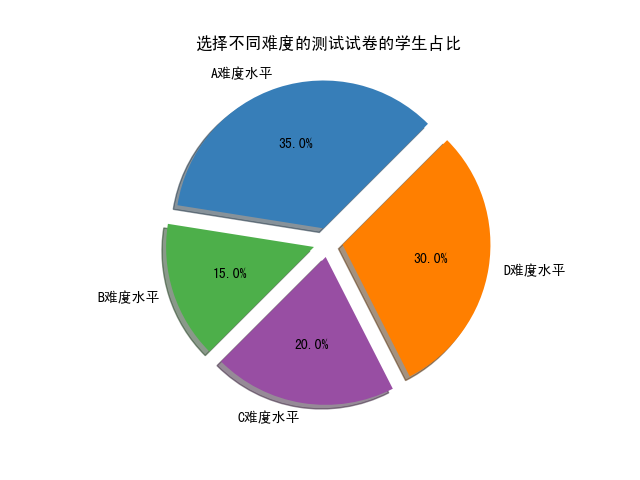 选择不同难度的测试试卷的学生占比
A难度水平
35.0%
15.0%
30.0%
D难度水平
B难度水平
20.0%
C难度水平